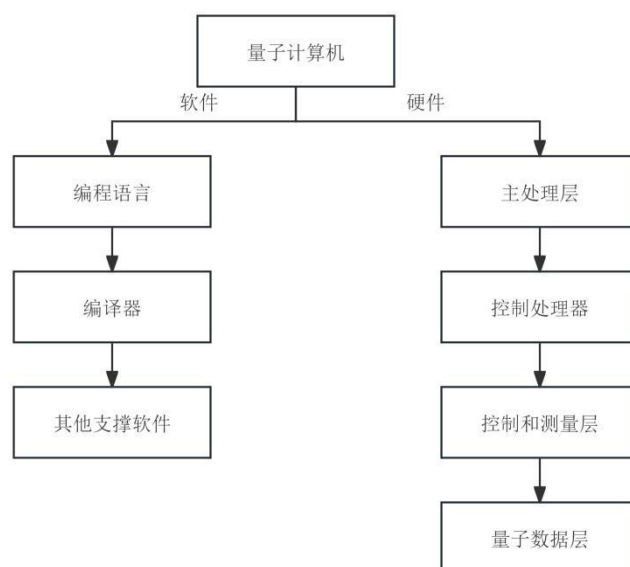 量子计算机
软件
硬件
编程语言
主处理层
编译器
控制处理器
其他支撑软件
控制和测量层
量子数据层